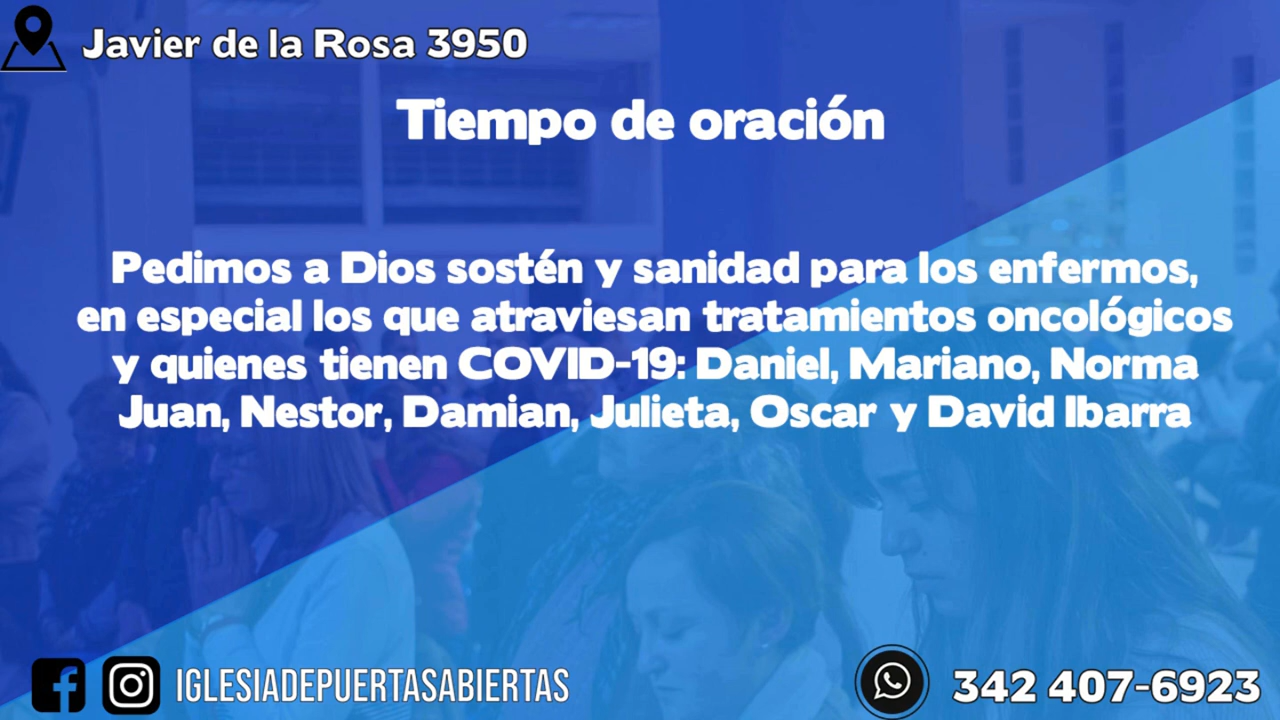 Javier de la Rosa 3950
Tiempo de oración
Pedimos a Dios sostén y sanidad para los enfermos,
en especial los que atraviesan tratamientos oncológicos
y quienes tienen COVID-19: Daniel, Mariano, Norma
Juan, Nestor, Damian, Julieta, Oscar y David Ibarra
IGLESIADEPUERTASABIERTAS
342 407-6923